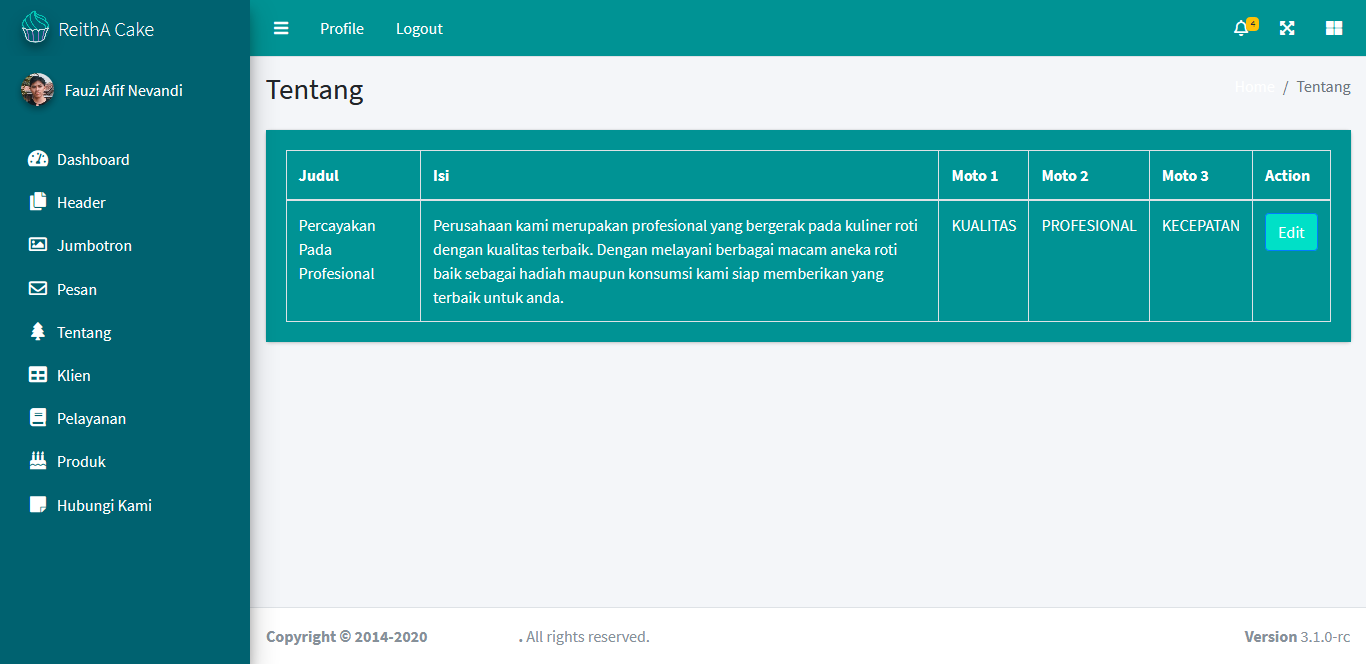 ReithA Cake
Profile
Logout
4
Fauzi Afif Nevandi
Tentang
Home / Tentang
Dashboard
Header
Jumbotron
Pesan
Tentang
Klien
Pelayanan
Produk
Hubungi Kami
Judul
Isi
Moto 1
Moto 2
Moto 3
Action
Percayakan
Pada
Profesional
Perusahaan kami merupakan profesional yang bergerak pada kuliner roti
dengan kualitas terbaik. Dengan melayani berbagai macam aneka roti
baik sebagai hadiah maupun konsumsi kami siap memberikan yang
terbaik untuk anda.
KUALITAS
PROFESIONAL
KECEPATAN
Edit
Copyright © 2014-2020 . All rights reserved.
Version 3.1.0-rc